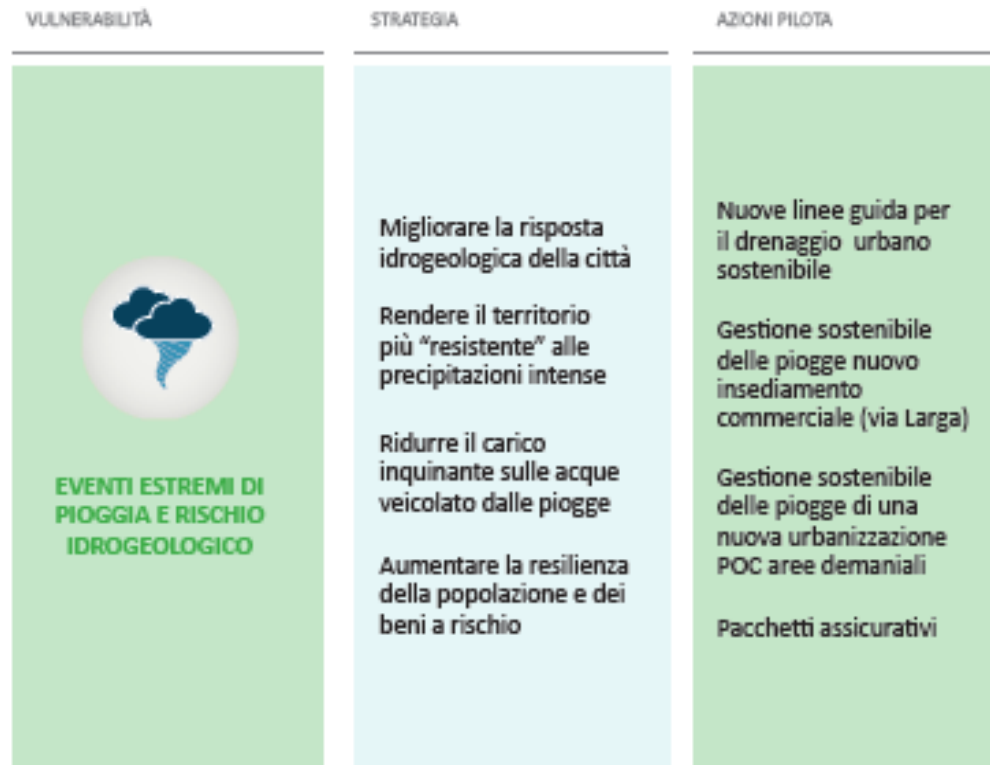 VULNERABILITÀ
STRATEGIA
AZIONI PILOTA
EVENTI ESTREMI DI
PIOGGIA E RISCHIO
IDROGEOLOGICO
Migliorare la risposta
idrogeologica della città
Rendere il territorio
più “resistente” alle
precipitazioni intense
Ridurre il carico
inquinante sulle acque
veicolato dalle piogge
Aumentare la resilienza
della popolazione e dei
beni a rischio
Nuove linee guida per
il drenaggio urbano
sostenibile
Gestione sostenibile
delle piogge nuovo
insediamento
commerciale (via Larga)
Gestione sostenibile
delle piogge di una
nuova urbanizzazione
POC aree demaniali
Pacchetti assicurativi